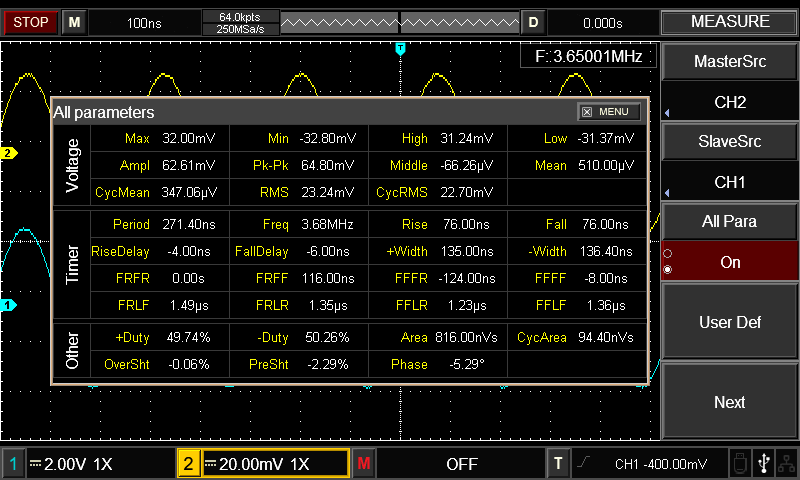 STOP M 100ns 64.0kpts 250MSa/s D 0.000s MEASURE
T
F: 3.65001MHz
MasterSrc
CH2
SlaveSrc
CH1
All Para
On
User Def
Next
2
1
All parameters MENU
Voltage
Max 32.00mV Min -32.80mV High 31.24mV Low -31.37mV
Ampl 62.61mV Pk-Pk 64.80mV Middle -66.26µV Mean 510.00µV
CycMean 347.06µV RMS 23.24mV CycRMS 22.70mV
Timer
Period 271.40ns Freq 3.68MHz Rise 76.00ns Fall 76.00ns
RiseDelay -4.00ns FallDelay -6.00ns +Width 135.00ns -Width 136.40ns
FRFR 0.00s FRFF 116.00ns FFFR -124.00ns FFFF -8.00ns
FRLF 1.49µs FRLR 1.35µs FFLR 1.23µs FFLF 1.36µs
Other
+Duty 49.74% -Duty 50.26% Area 816.00nVs CycArea 94.40nVs
OverSht -0.06% PreSht -2.29% Phase -5.29°
1 2.00V 1X 2 20.00mV 1X M OFF T CH1 -400.00mV